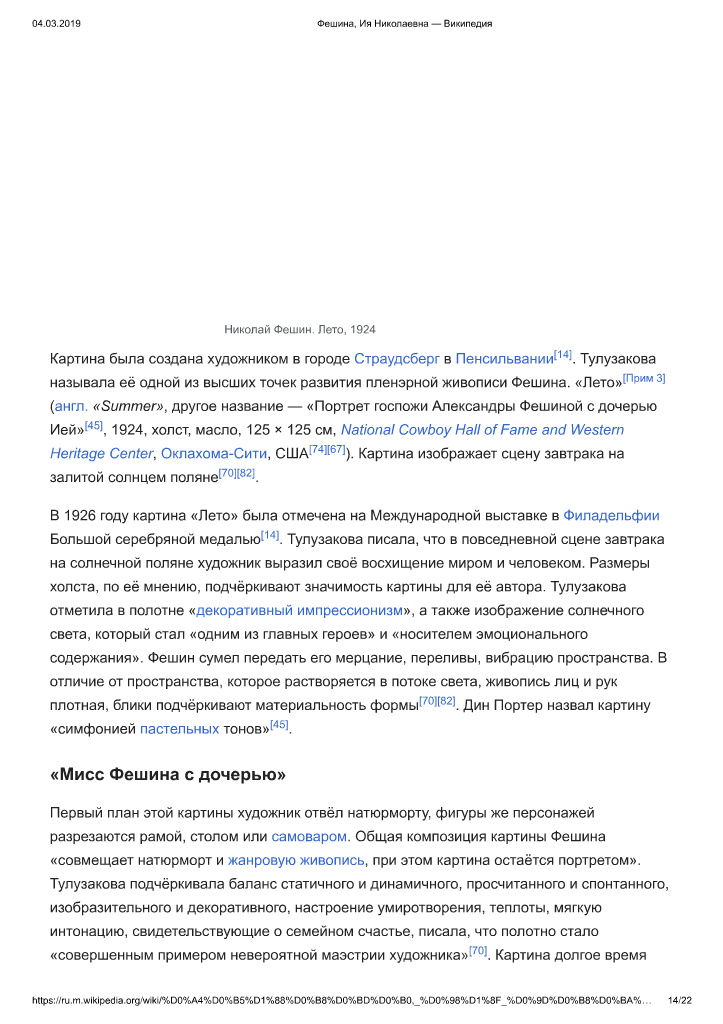 04.03.2019
Фешина, Ия Николаевна — Википедия
Николай Фешин. Лето, 1924
Картина была создана художником в городе Страудсберг в Пенсильвании[14]. Тулузакова
называла её одной из высших точек развития пленэрной живописи Фешина. «Лето»[Прим 3]
(англ. «Summer», другое название — «Портрет госпожи Александры Фешиной с дочерью
Ией»[45], 1924, холст, масло, 125 × 125 см, National Cowboy Hall of Fame and Western
Heritage Center, Оклахома-Сити, США[74][67]). Картина изображает сцену завтрака на
залитой солнцем поляне[70][82].
В 1926 году картина «Лето» была отмечена на Международной выставке в Филадельфии
Большой серебряной медалью[14]. Тулузакова писала, что в повседневной сцене завтрака
на солнечной поляне художник выразил своё восхищение миром и человеком. Размеры
холста, по её мнению, подчёркивают значимость картины для её автора. Тулузакова
отметила в полотне «декоративный импрессионизм», а также изображение солнечного
света, который стал «одним из главных героев» и «носителем эмоционального
содержания». Фешин сумел передать его мерцание, переливы, вибрацию пространства. В
отличие от пространства, которое растворяется в потоке света, живопись лиц и рук
плотная, блики подчёркивают материальность формы[70][82]. Дин Портер назвал картину
«симфонией пастельных тонов»[45].
«Мисс Фешина с дочерью»
Первый план этой картины художник отвёл натюрморту, фигуры же персонажей
разрезаются рамой, столом или самоваром. Общая композиция картины Фешина
«совмещает натюрморт и жанровую живопись, при этом картина остаётся портретом».
Тулузакова подчёркивала баланс статичного и динамичного, просчитанного и спонтанного,
изобразительного и декоративного, настроение умиротворения, теплоты, мягкую
интонацию, свидетельствующие о семейном счастье, писала, что полотно стало
«совершенным примером невероятной маэстрии художника»[70]. Картина долгое время
https://ru.m.wikipedia.org/wiki/%D0%A4%D0%B5%D1%88%D0%B8%D0%BD%D0%B0,_%D0%98%D1%8F_%D0%9D%D0%B8%D0%BA%…
14/22